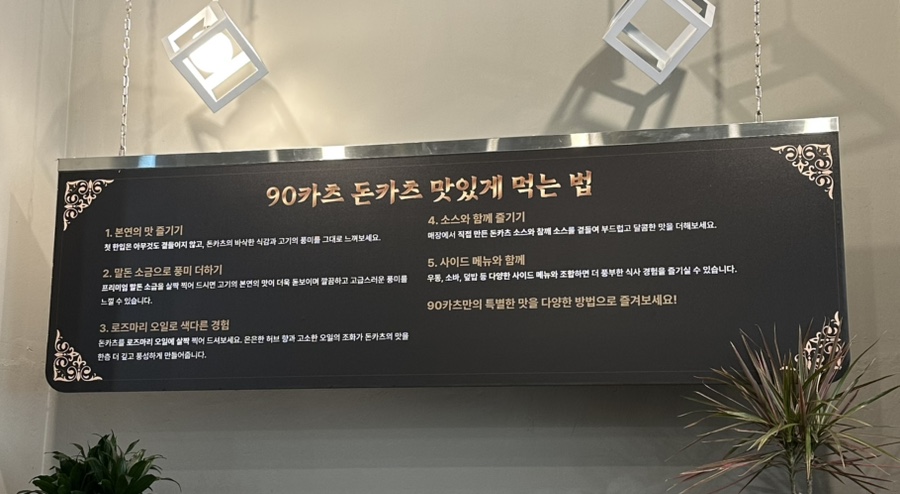 90카츠 돈카츠 맛있게 먹는 법
1. 본연의 맛 즐기기
첫 한입은 아무것도 곁들이지 않고, 돈카츠의 바삭한 식감과 고기의 풍미를 그대로 느껴보세요.
2. 말돈 소금으로 풍미 더하기
프리미엄 말돈 소금을 살짝 찍어 드시면 고기의 본연의 맛이 더욱 돋보이며 깔끔하고 고급스러운 풍미를
느낄 수 있습니다.
3. 로즈마리 오일로 색다른 경험
돈카츠를 로즈마리 오일에 살짝 찍어 드셔보세요. 은은한 허브 향과 고소한 오일의 조화가 돈카츠의 맛을
한층 더 깊고 풍성하게 만들어줍니다.
4. 소스와 함께 즐기기
매장에서 직접 만든 돈카츠 소스와 참깨 소스를 곁들여 부드럽고 달콤한 맛을 더해보세요.
5. 사이드 메뉴와 함께
우동, 소바, 덮밥 등 다양한 사이드 메뉴와 조합하면 더 풍부한 식사 경험을 즐기실 수 있습니다.
90카츠만의 특별한 맛을 다양한 방법으로 즐겨보세요!